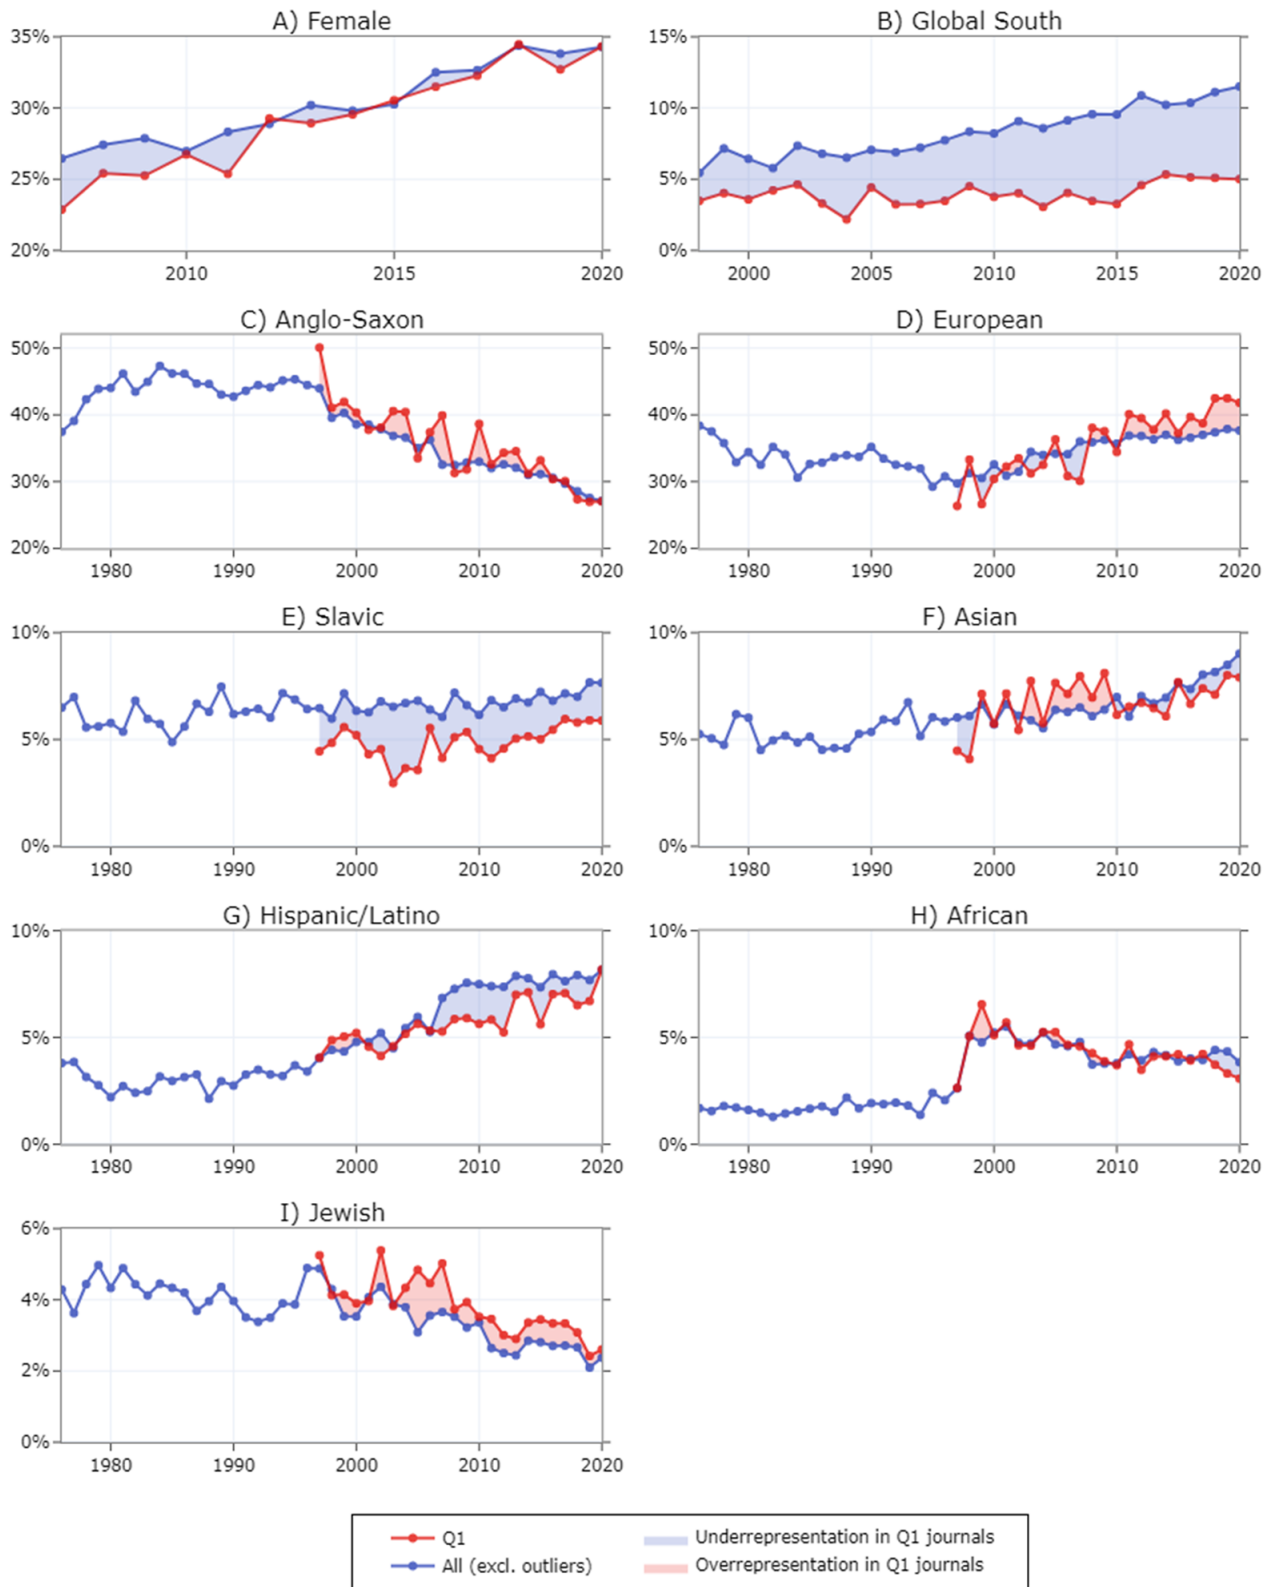 A) Female
35%
30%
25%
20%
2010 2015 2020
B) Global South
15%
10%
5%
0%
2000 2005 2010 2015 2020
C) Anglo-Saxon
50%
40%
30%
20%
1980 1990 2000 2010 2020
D) European
50%
40%
30%
20%
1980 1990 2000 2010 2020
E) Slavic
10%
5%
0%
1980 1990 2000 2010 2020
F) Asian
10%
5%
0%
1980 1990 2000 2010 2020
G) Hispanic/Latino
10%
5%
0%
1980 1990 2000 2010 2020
H) African
10%
5%
0%
1980 1990 2000 2010 2020
I) Jewish
6%
4%
2%
0%
1980 1990 2000 2010 2020
Q1
All (excl. outliers)
Underrepresentation in Q1 journals
Overrepresentation in Q1 journals